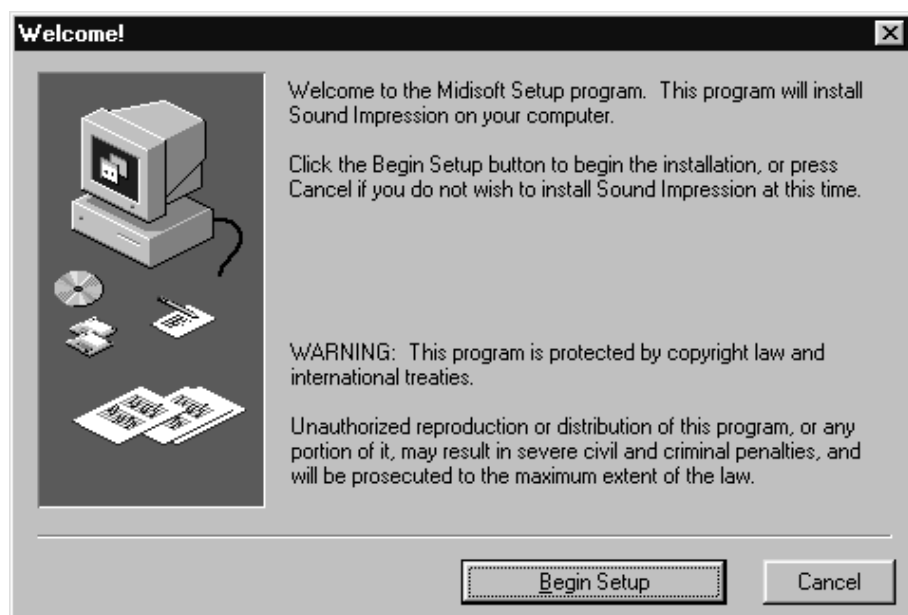 Welcome!
Welcome to the Midisoft Setup program.  This program will install
Sound Impression on your computer.
Click the Begin Setup button to begin the installation, or press
Cancel if you do not wish to install Sound Impression at this time.
WARNING:  This program is protected by copyright law and
international treaties.
Unauthorized reproduction or distribution of this program, or any
portion of it, may result in severe civil and criminal penalties, and
will be prosecuted to the maximum extent of the law.
Begin Setup
Cancel